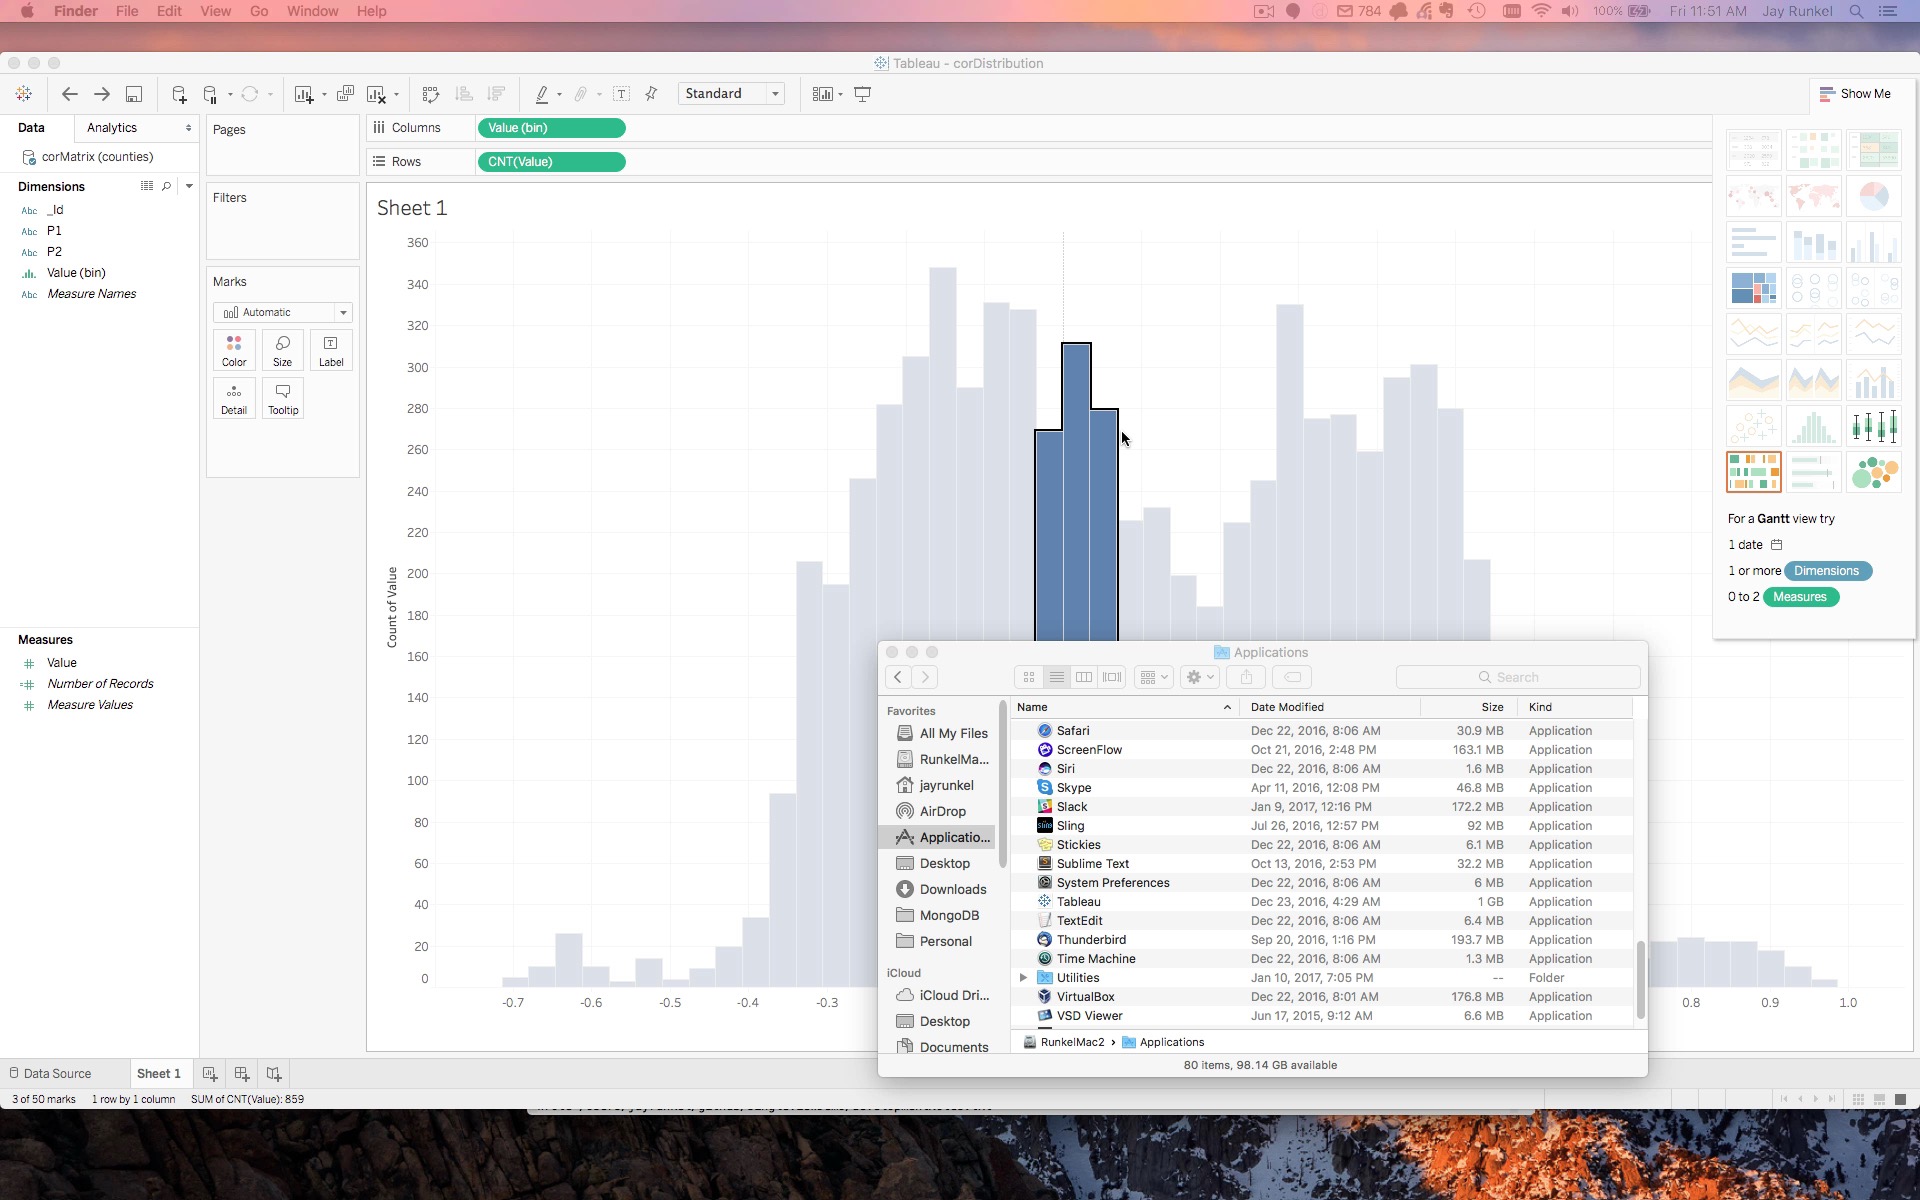 Finder File Edit View Go Window Help 784 100% Fri 11:51 AM Jay Runkel
Tableau - corDistribution
Standard Show Me
Data Analytics
corMatrix (counties)
Dimensions
Abc _Id
Abc P1
Abc P2
Value (bin)
Abc Measure Names
Measures
Value
Number of Records
Measure Values
Pages
Filters
Marks
Automatic
Color Size Label
Detail Tooltip
Columns Value (bin)
Rows CNT(Value)
Sheet 1
Count of Value
360
340
320
300
280
260
240
220
200
180
160
140
120
100
80
60
40
20
0
-0.7 -0.6 -0.5 -0.4 -0.3 0.8 0.9 1.0
For a Gantt view try
1 date
1 or more Dimensions
0 to 2 Measures
Applications
Search
Favorites
All My Files
RunkelMa...
jayrunkel
AirDrop
Applicatio...
Desktop
Downloads
MongoDB
Personal
iCloud
iCloud Dri...
Desktop
Documents
Name Date Modified Size Kind
Safari Dec 22, 2016, 8:06 AM 30.9 MB Application
ScreenFlow Oct 21, 2016, 2:48 PM 163.1 MB Application
Siri Dec 22, 2016, 8:06 AM 1.6 MB Application
Skype Apr 11, 2016, 12:08 PM 46.8 MB Application
Slack Jan 9, 2017, 12:16 PM 172.2 MB Application
Sling Jul 26, 2016, 12:57 PM 92 MB Application
Stickies Dec 22, 2016, 8:06 AM 6.1 MB Application
Sublime Text Oct 13, 2016, 2:53 PM 32.2 MB Application
System Preferences Dec 22, 2016, 8:06 AM 6 MB Application
Tableau Dec 23, 2016, 4:29 AM 1 GB Application
TextEdit Dec 22, 2016, 8:06 AM 6.4 MB Application
Thunderbird Sep 20, 2016, 1:16 PM 193.7 MB Application
Time Machine Dec 22, 2016, 8:06 AM 1.3 MB Application
Utilities Jan 10, 2017, 7:05 PM -- Folder
VirtualBox Dec 22, 2016, 8:01 AM 176.8 MB Application
VSD Viewer Jun 17, 2015, 9:12 AM 6.6 MB Application
RunkelMac2 › Applications
80 items, 98.14 GB available
Data Source Sheet 1
3 of 50 marks 1 row by 1 column SUM of CNT(Value): 859